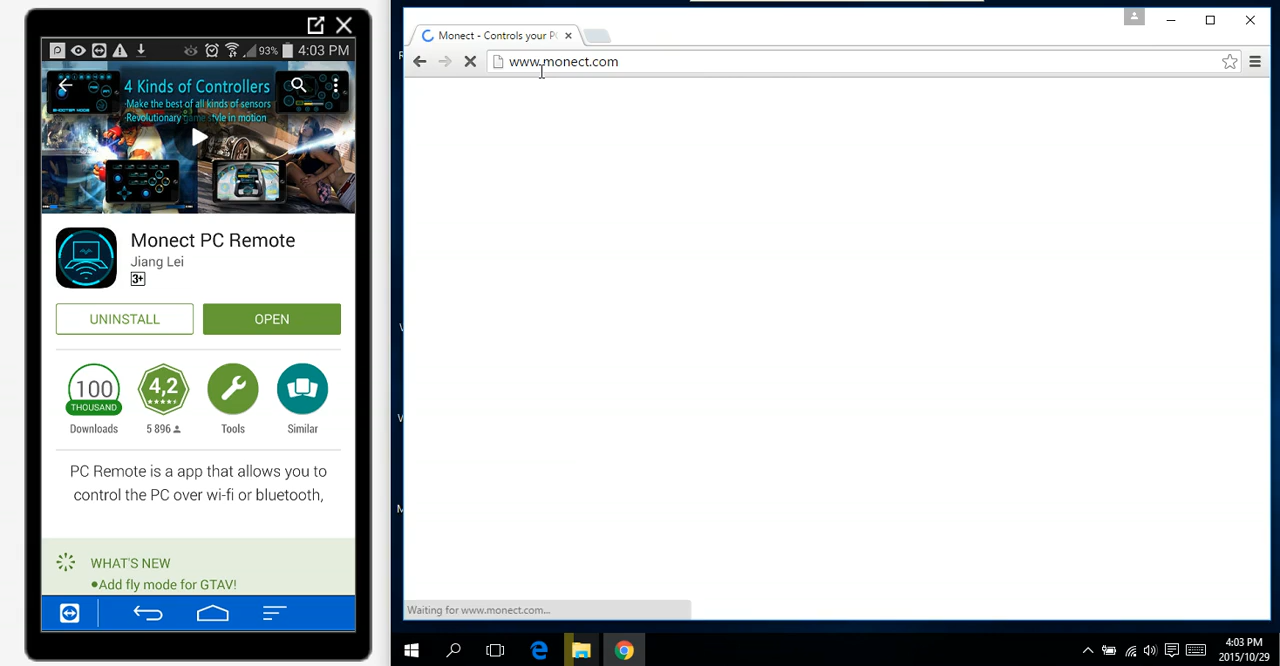 93% 4:03 PM
4 Kinds of Controllers
·Make the best of all kinds of sensors
·Revolutionary game style in motion
Monect PC Remote
Jiang Lei
3+
UNINSTALL
OPEN
100
THOUSAND
4,2
Downloads
5 896
Tools
Similar
PC Remote is a app that allows you to
control the PC over wi-fi or bluetooth,
WHAT'S NEW
●Add fly mode for GTAV!
Monect - Controls your PC
www.monect.com
Waiting for www.monect.com...
4:03 PM
2015/10/29